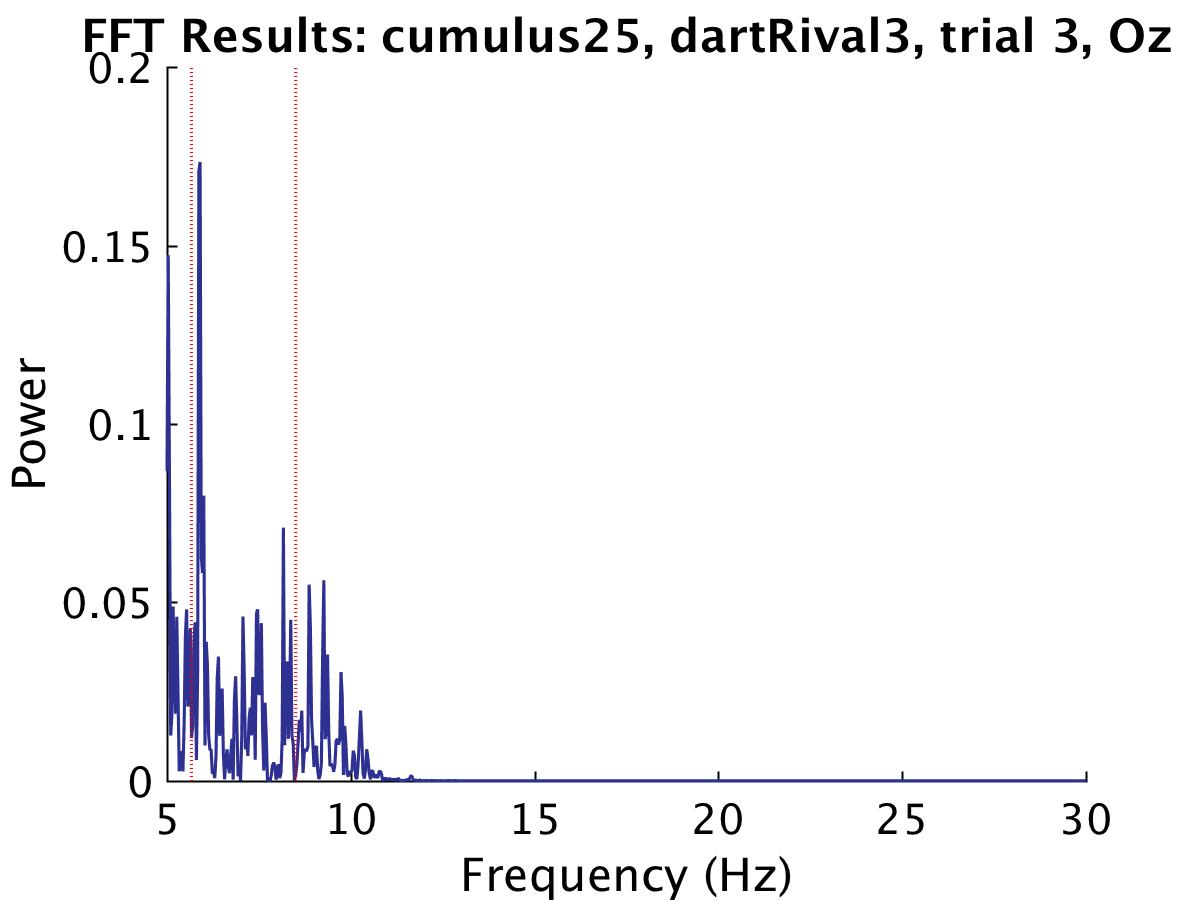 FFT Results: cumulus25, dartRival3, trial 3, Oz
0.2
0.15
0.1
0.05
0
Power
5 10 15 20 25 30
Frequency (Hz)